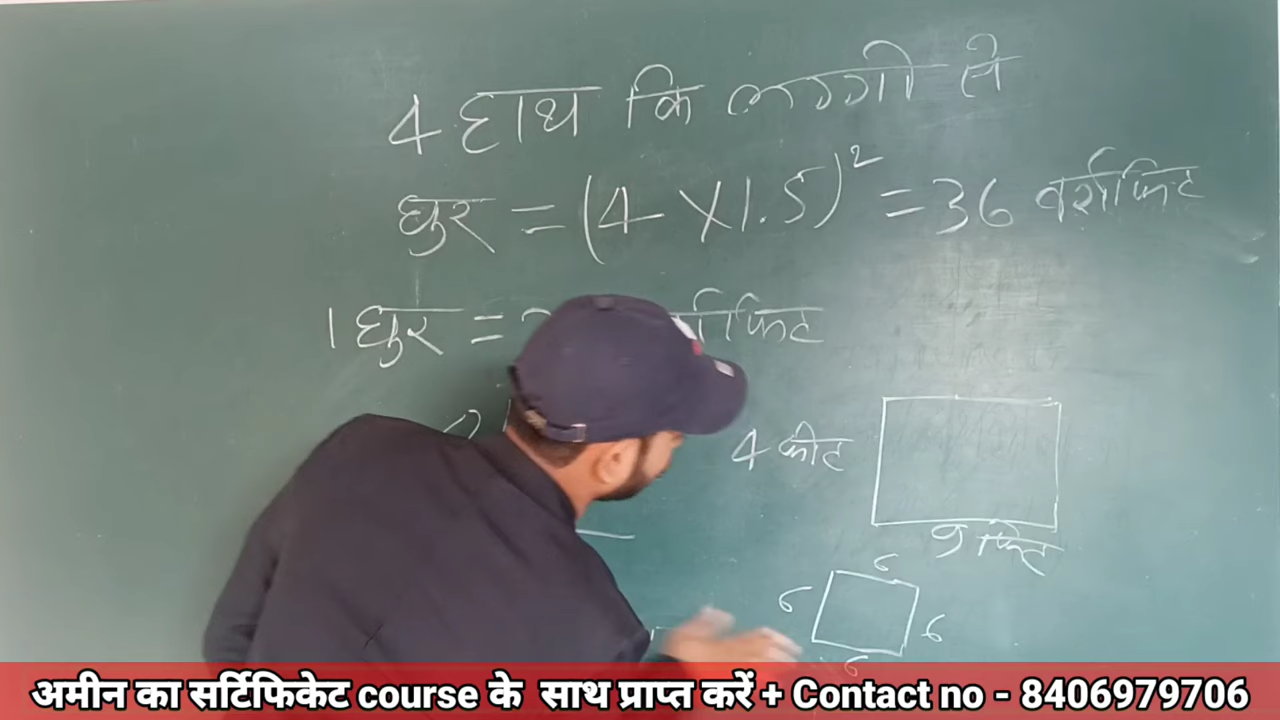 4 हाथ कि लग्गी से
धुर = (4 X 1.5)² = 36 वर्गफिट
1 धुर =
4 फीट
9 फिट
6
6
6
6
अमीन का सर्टिफिकेट course के साथ प्राप्त करें + Contact no - 8406979706